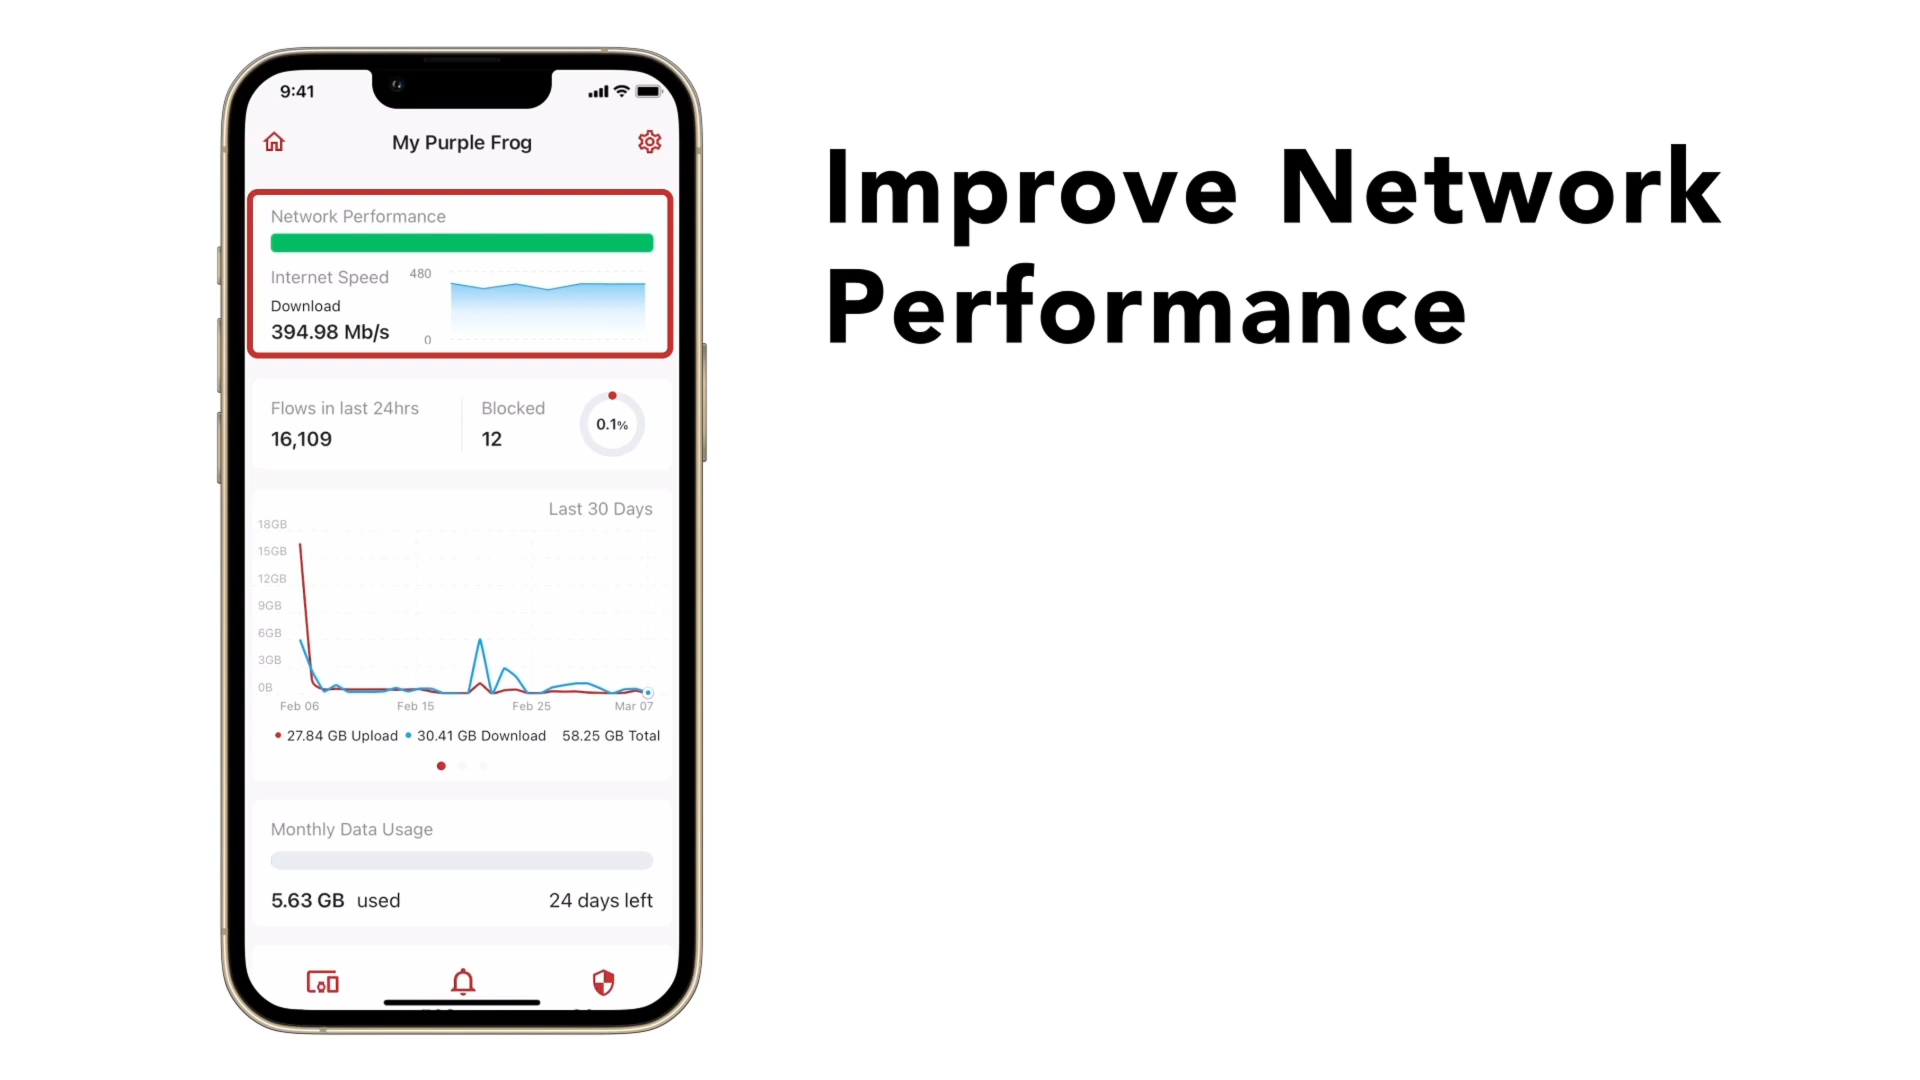 9:41
My Purple Frog
Network Performance
Internet Speed
480
Download
394.98 Mb/s
0
Flows in last 24hrs
16,109
Blocked
12
0.1%
Last 30 Days
18GB
15GB
12GB
9GB
6GB
3GB
0B
Feb 06 Feb 15 Feb 25 Mar 07
27.84 GB Upload 30.41 GB Download 58.25 GB Total
Monthly Data Usage
5.63 GB used 24 days left
Improve Network
Performance